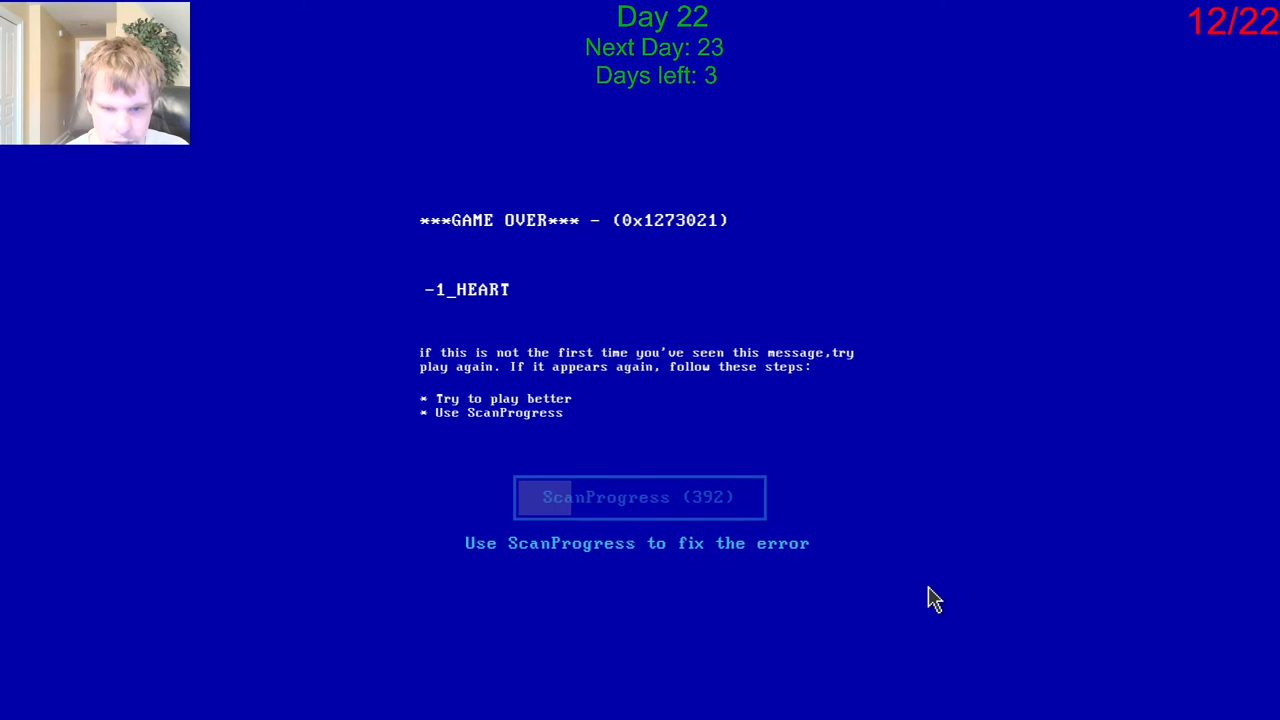 Day 22
Next Day: 23
Days left: 3
12/22
***GAME OVER*** - (0x1273021)
-1_HEART
if this is not the first time you've seen this message,try
play again. If it appears again, follow these steps:
* Try to play better
* Use ScanProgress
ScanProgress (392)
Use ScanProgress to fix the error